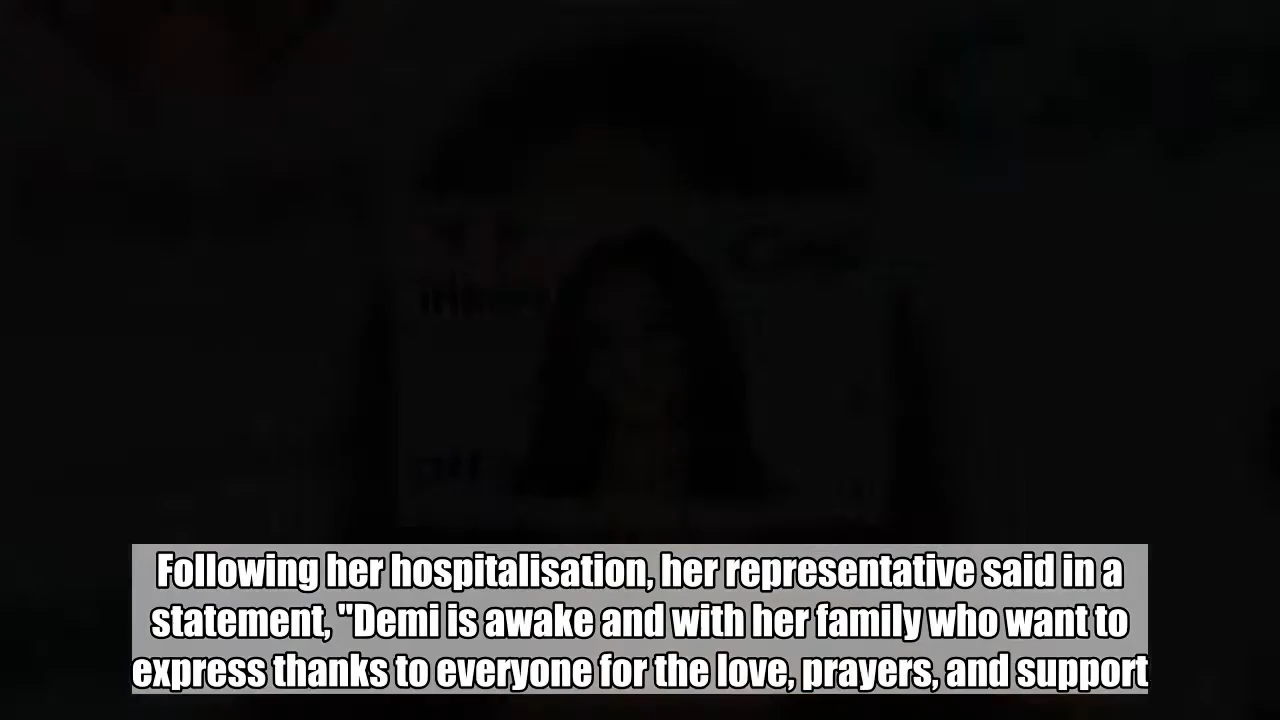 Following her hospitalisation, her representative said in a
statement, "Demi is awake and with her family who want to
express thanks to everyone for the love, prayers, and support